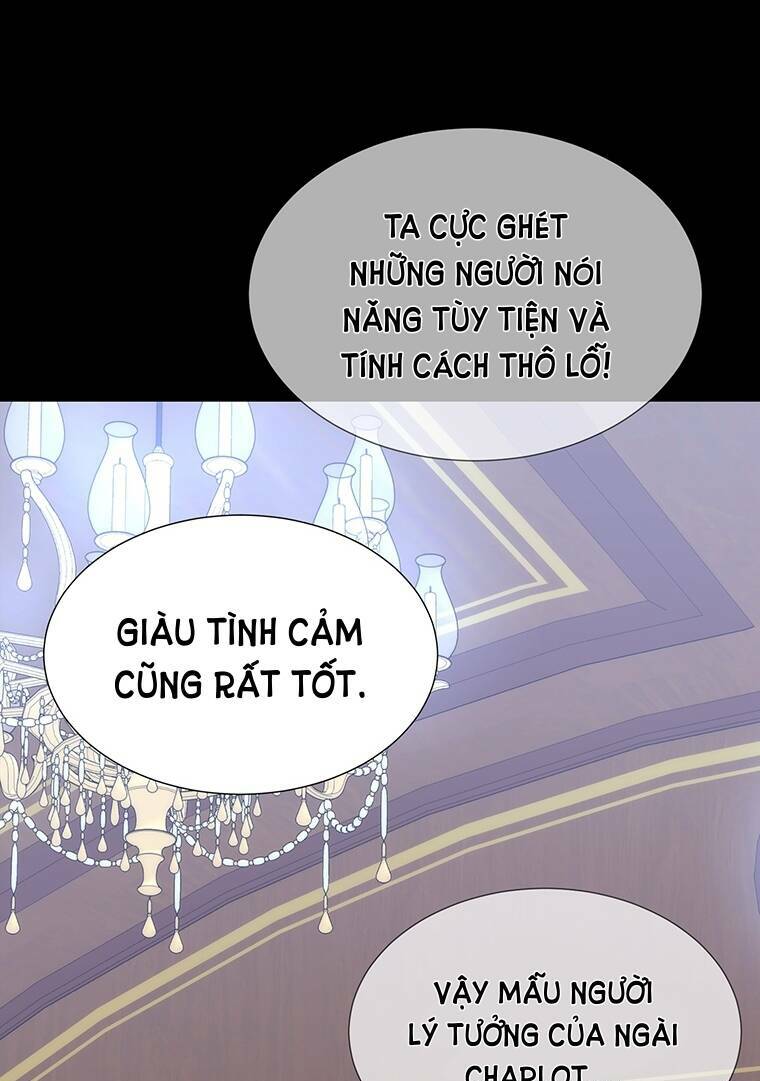 TA CỰC GHÉT
NHỮNG NGƯỜI NÓI
NĂNG TÙY TIỆN VÀ
TÍNH CÁCH THÔ LỖ!
GIÀU TÌNH CẢM
CŨNG RẤT TỐT.
VẬY MẪU NGƯỜI
LÝ TƯỞNG CỦA NGÀI
CHARLOT